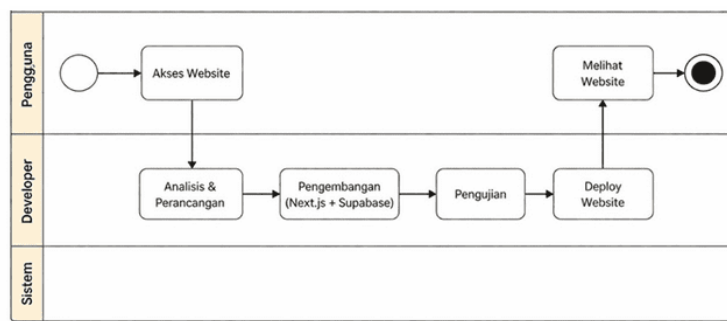 Pengguna
Akses Website
Melihat
Website
Developer
Analisis &
Perancangan
Pengembangan
(Next.js + Supabase)
Pengujian
Deploy
Website
Sistem